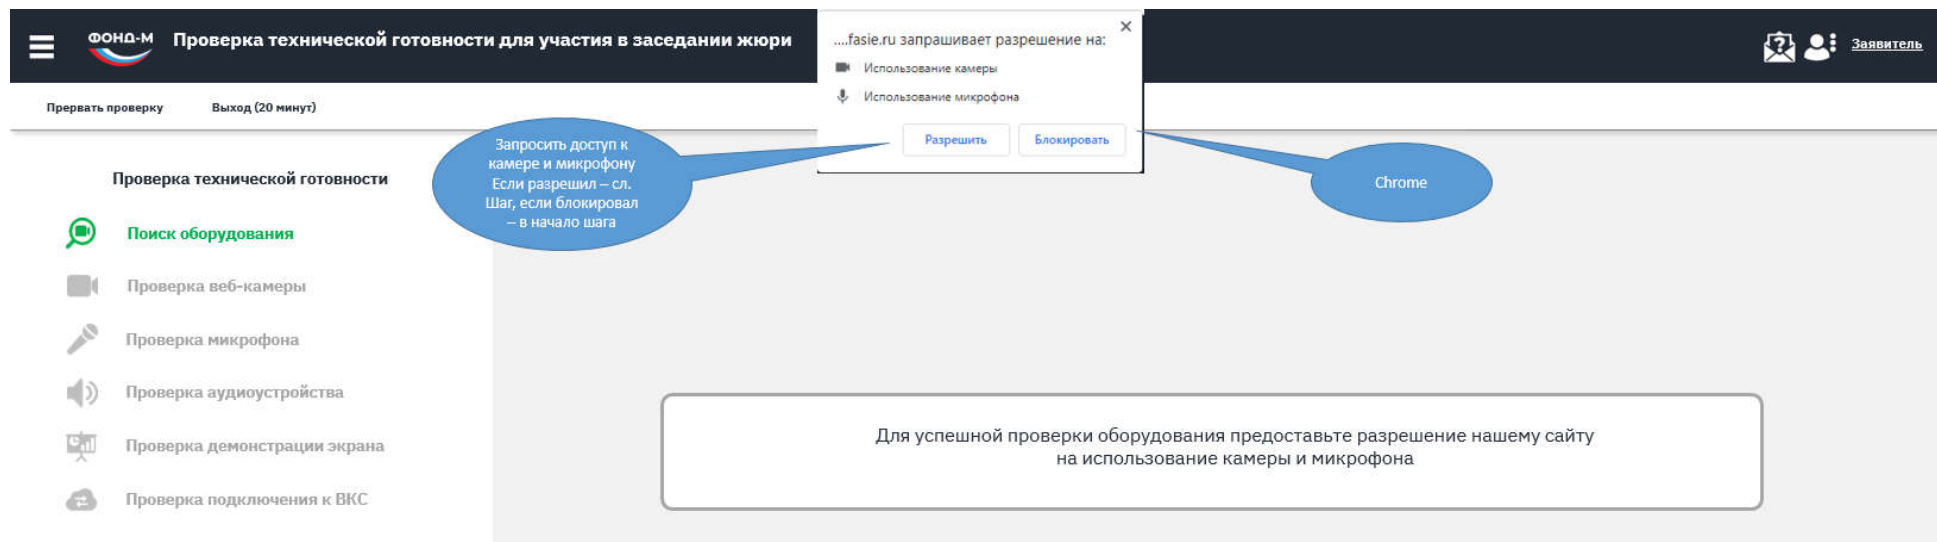 ФОНД-М
Проверка технической готовности для участия в заседании жюри
....fasie.ru запрашивает разрешение на:
Использование камеры
Использование микрофона
Разрешить
Блокировать
Заявитель
Прервать проверку
Выход (20 минут)
Запросить доступ к
камере и микрофону
Если разрешил – сл.
Шаг, если блокировал
– в начало шага
Chrome
Проверка технической готовности
Поиск оборудования
Проверка веб-камеры
Проверка микрофона
Проверка аудиоустройства
Проверка демонстрации экрана
Проверка подключения к ВКС
Для успешной проверки оборудования предоставьте разрешение нашему сайту
на использование камеры и микрофона